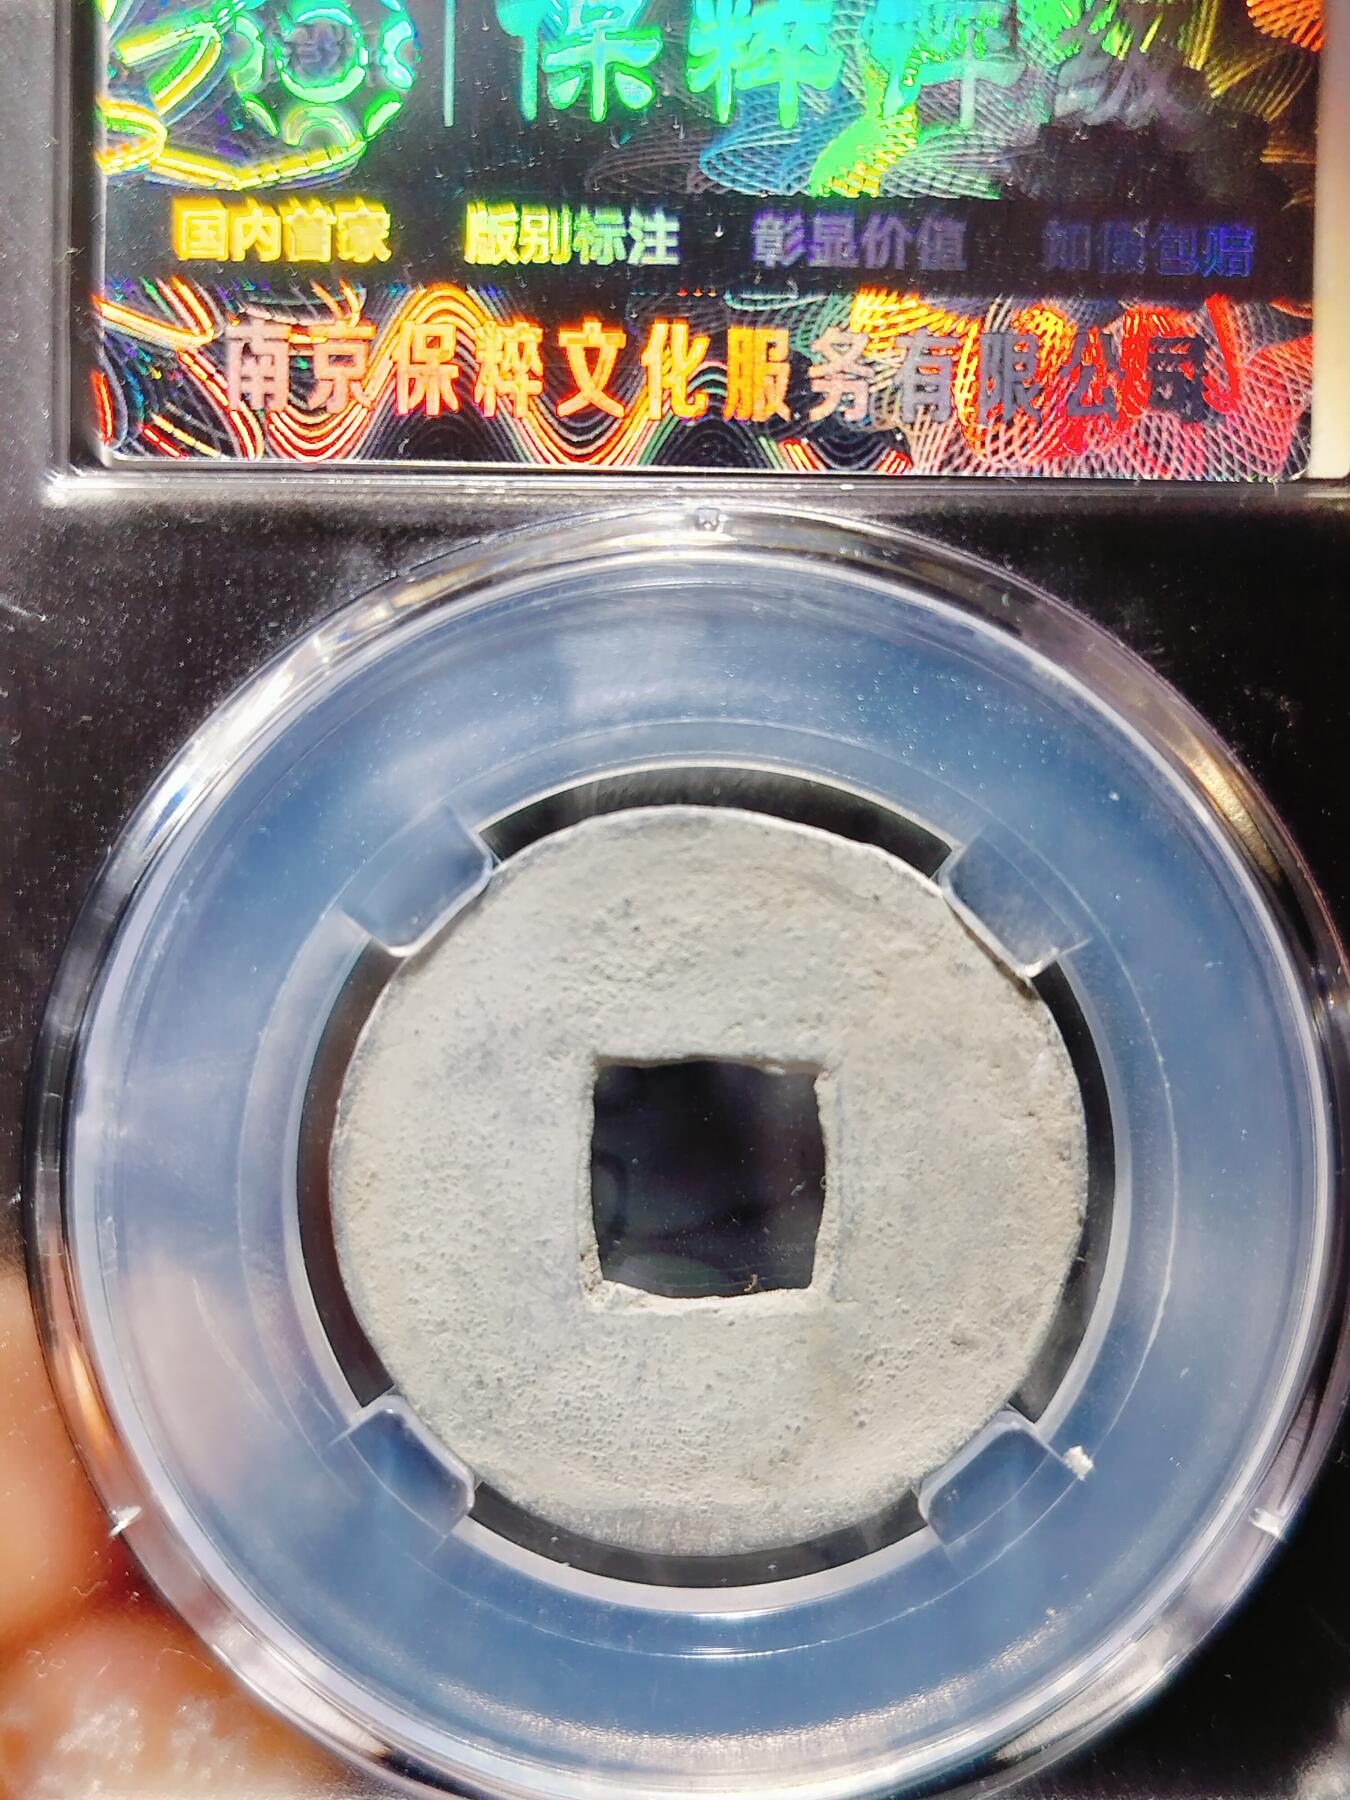 保粹评级
国内首家 版别标注 彰显价值 如假包赔
南京保粹文化服务有限公司